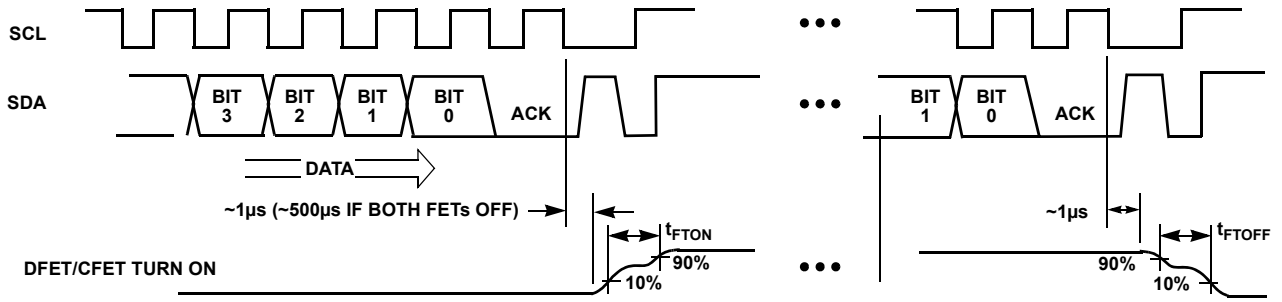 SCL
SDA
BIT 3
BIT 2
BIT 1
BIT 0
ACK
BIT 1
BIT 0
ACK
DATA
~1µs (~500µs IF BOTH FETs OFF)
~1µs
tFTON
tFTOFF
DFET/CFET TURN ON
90%
10%
90%
10%